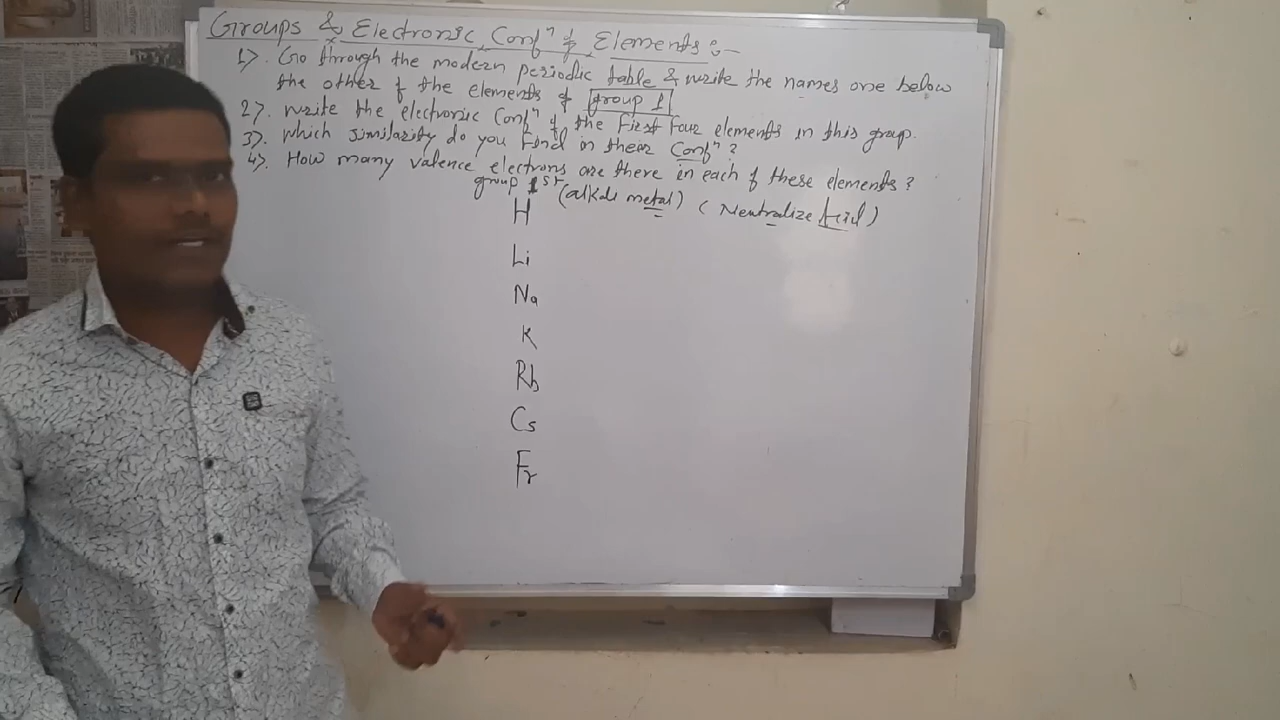 Groups & Electronic Confⁿ of Elements :-
1). Go through the modern periodic table & write the names one below
the other of the elements of group 1
2). Write the electronic Confⁿ of the First Four elements in this group.
3). Which similarity do you find in their Confⁿ ?
4). How many valence electrons are there in each of these elements ?
group 1st (alkali metal) (Neutralize Acid)
H
Li
Na
K
Rb
Cs
Fr